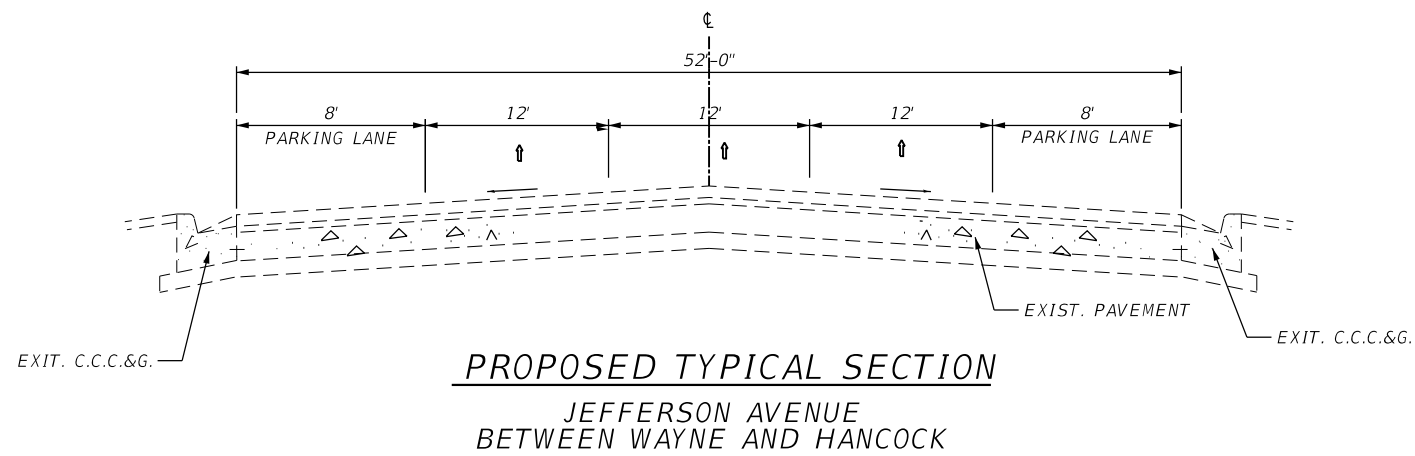 ℄
52'-0"
8'
12'
12'
12'
8'
PARKING LANE
PARKING LANE
EXIST. PAVEMENT
EXIT. C.C.C.&G.
EXIT. C.C.C.&G.
PROPOSED TYPICAL SECTION
JEFFERSON AVENUE
BETWEEN WAYNE AND HANCOCK